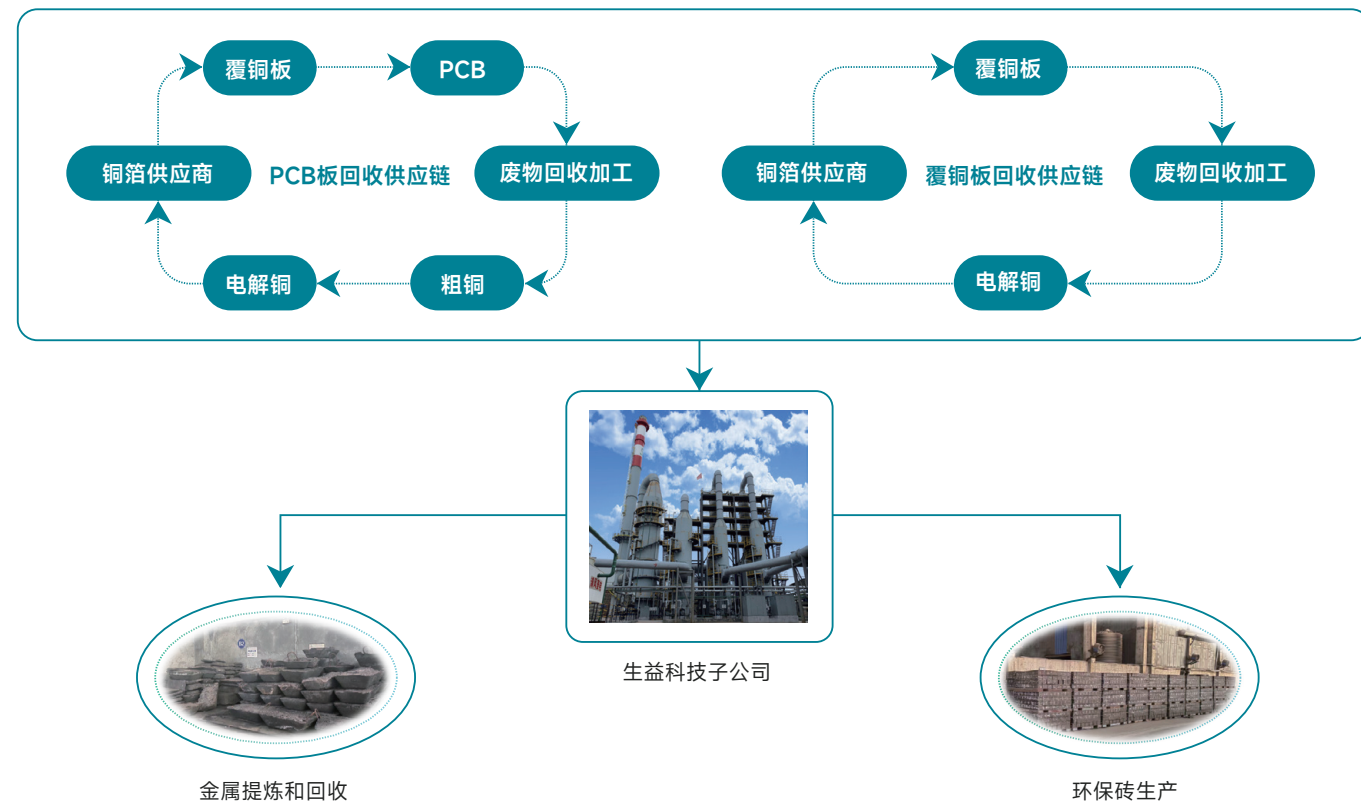 覆铜板
PCB
铜箔供应商
PCB板回收供应链
废物回收加工
电解铜
粗铜
覆铜板
铜箔供应商
覆铜板回收供应链
废物回收加工
电解铜
生益科技子公司
金属提炼和回收
环保砖生产